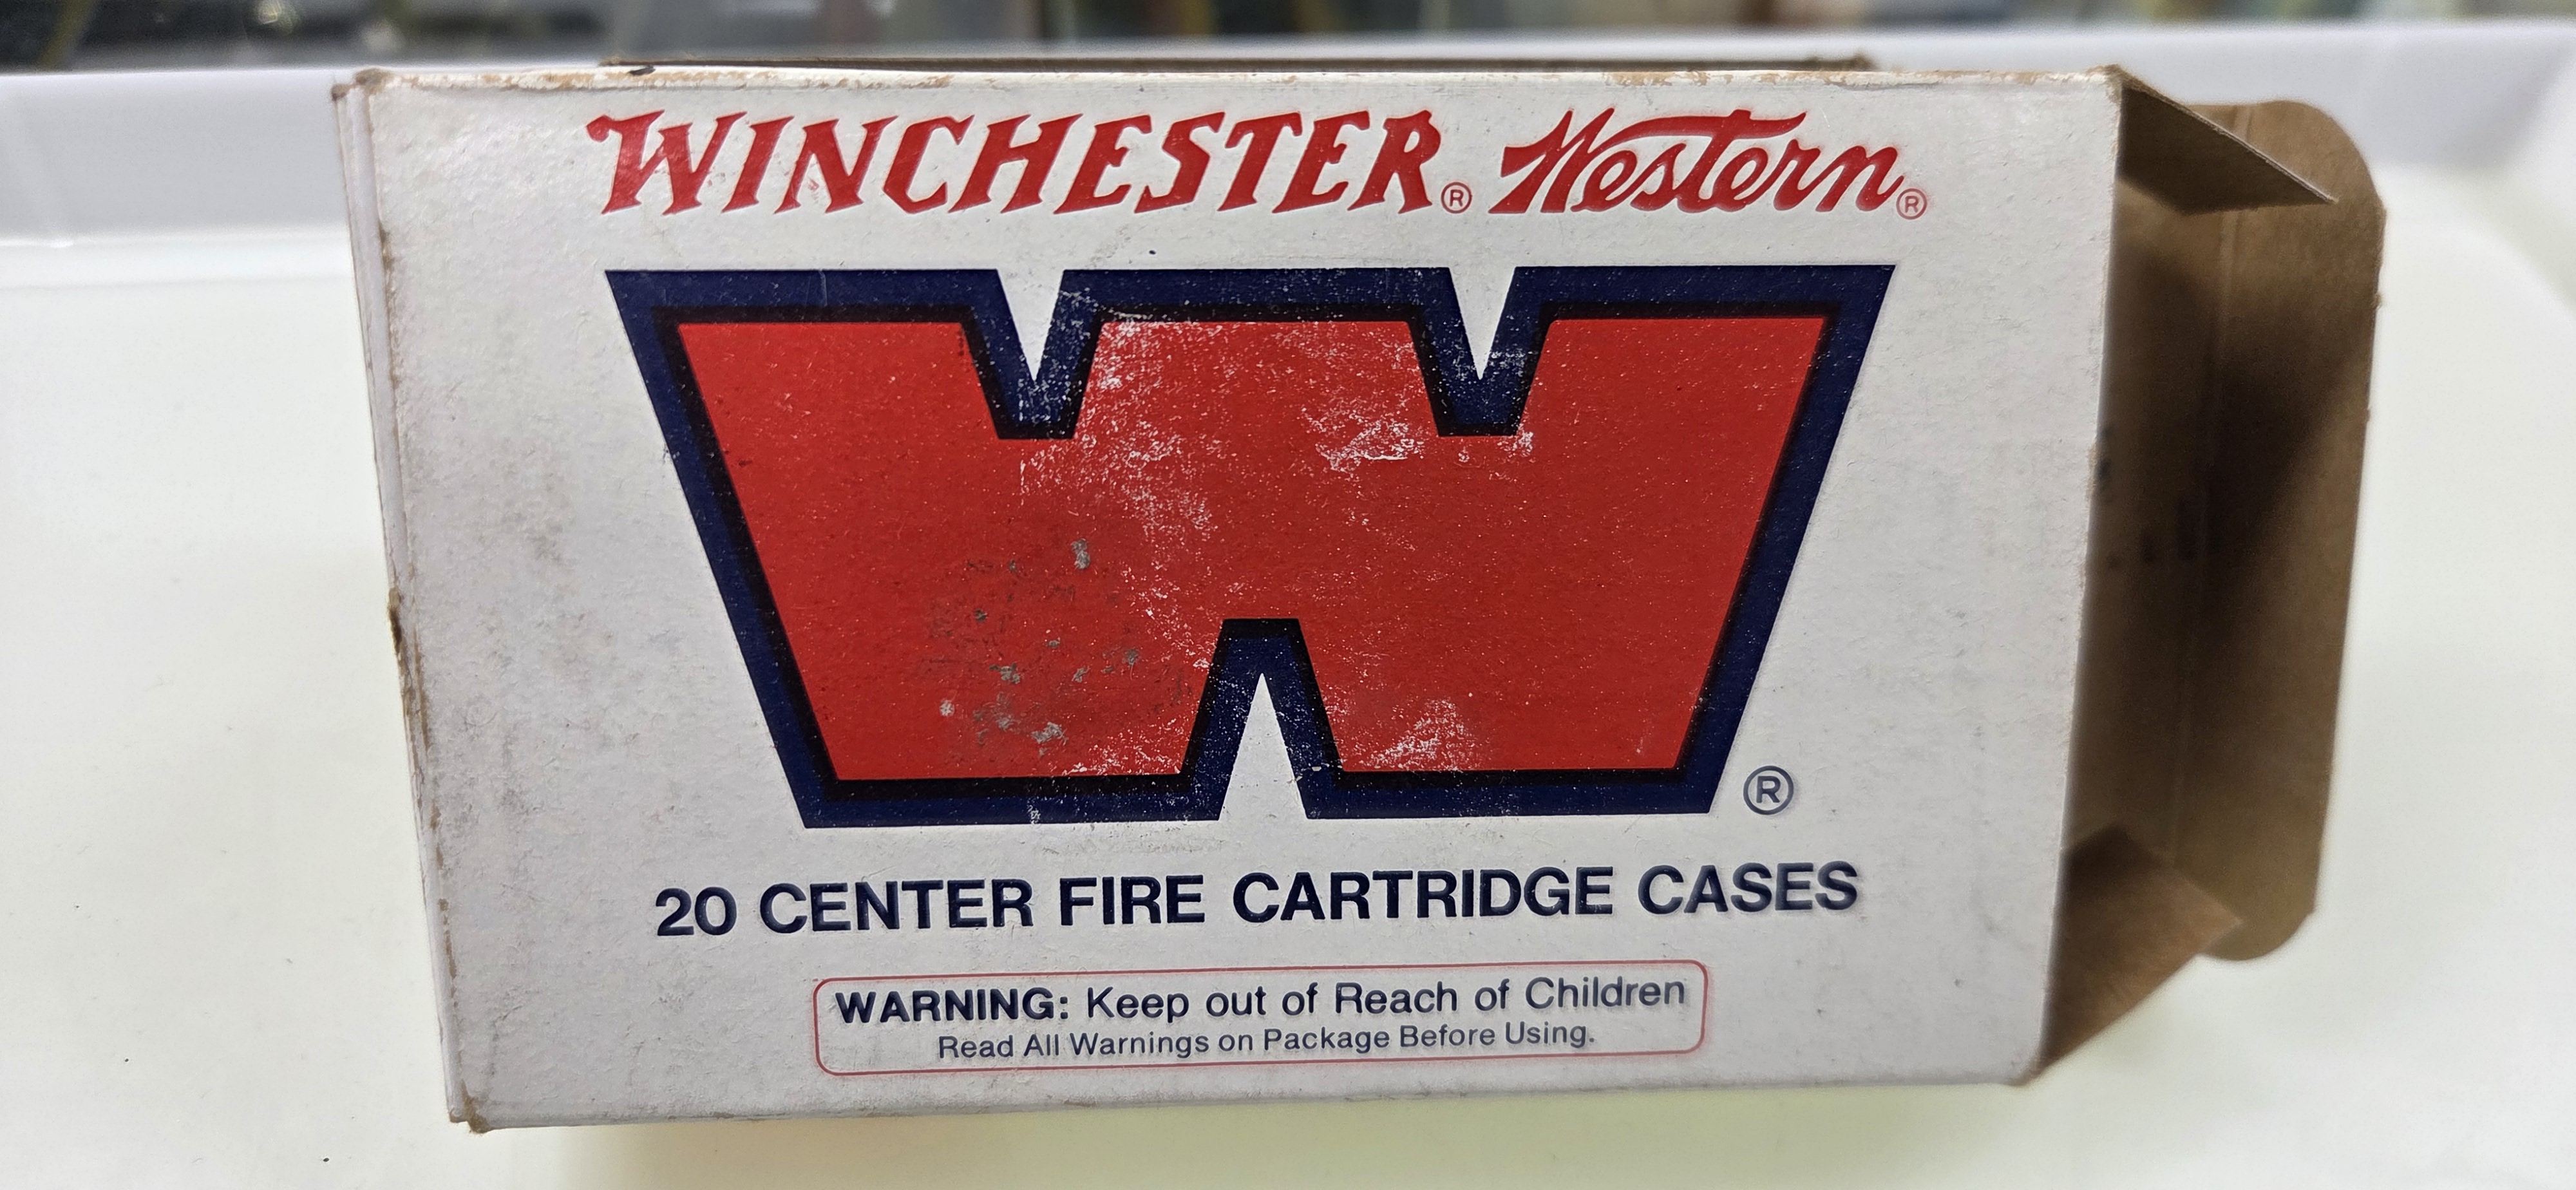 WINCHESTER® Western®
W®
20 CENTER FIRE CARTRIDGE CASES
WARNING: Keep out of Reach of Children
Read All Warnings on Package Before Using.